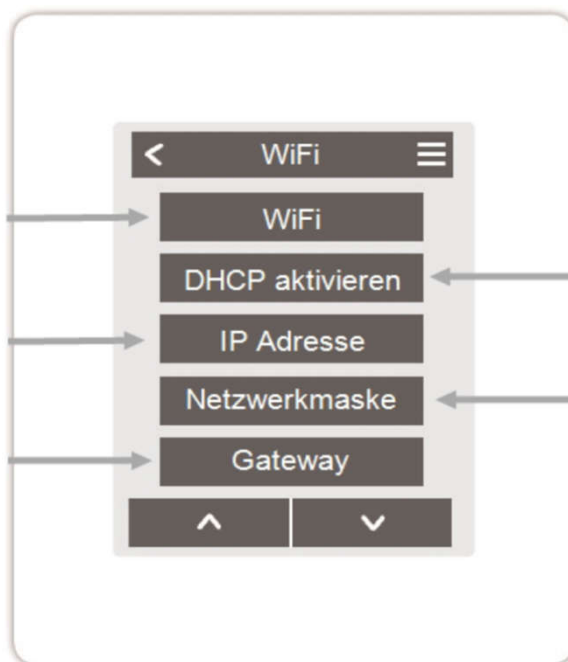 WiFi
WiFi
DHCP aktivieren
IP Adresse
Netzwerkmaske
Gateway